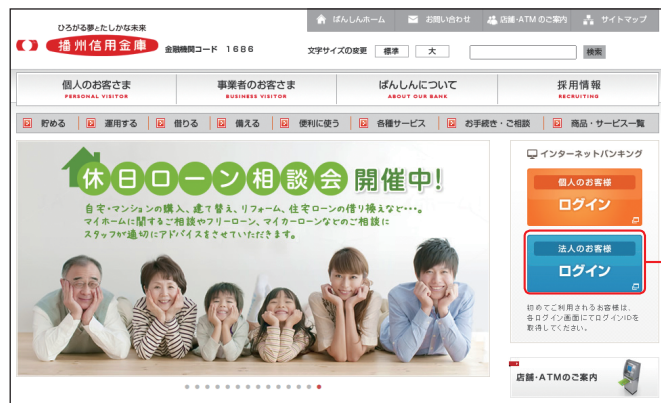 ばんしんホーム
お問い合わせ
店舗・ATMのご案内
サイトマップ
ひろがる夢とたしかな未来
播州信用金庫
金融機関コード 1686
文字サイズの変更 標準 大
検索
個人のお客さま
PERSONAL VISITOR
事業者のお客さま
BUSINESS VISITOR
ばんしんについて
ABOUT OUR BANK
採用情報
RECRUITING
貯める
運用する
借りる
備える
便利に使う
各種サービス
お手続き・ご相談
商品・サービス一覧
休日ローン相談会開催中!
自宅・マンションの購入、建て替え、リフォーム、住宅ローンの借り換えなど・・・。
マイホームに関するご相談やフリーローン、マイカーローンなどのご相談に
スタッフが適切にアドバイスをさせていただきます。
インターネットバンキング
個人のお客様
ログイン
法人のお客様
ログイン
初めてご利用されるお客様は、
各ログイン画面にてログインIDを
取得してください。
店舗・ATMのご案内